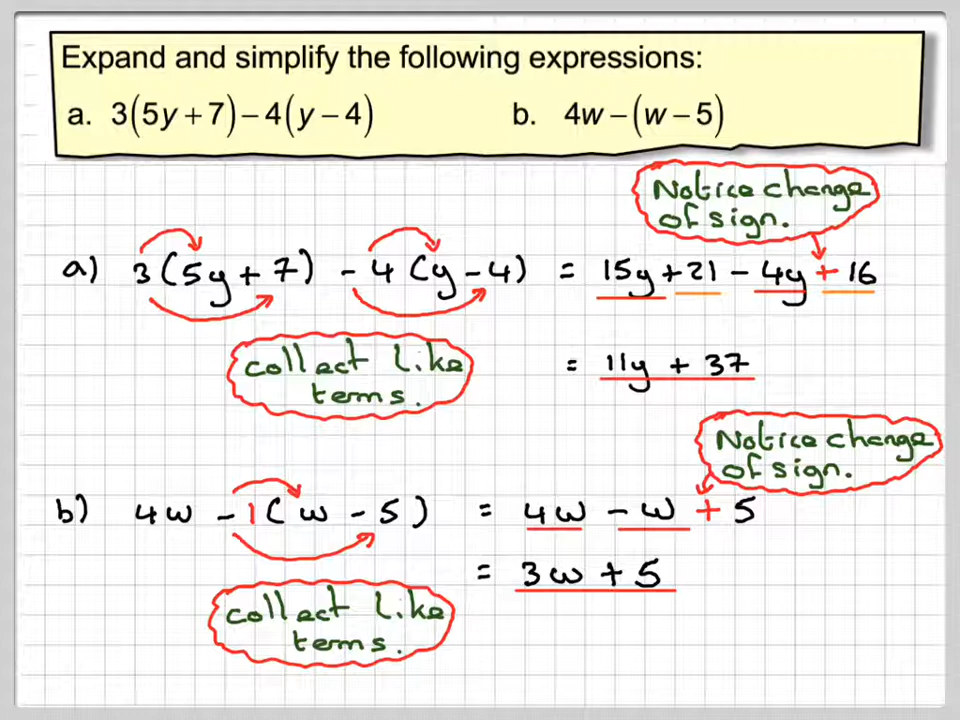 Expand and simplify the following expressions:
a. 3(5y + 7) – 4(y – 4) b. 4w – (w – 5)
Notice change
of sign.
a) 3(5y + 7) - 4(y - 4) = 15y + 21 - 4y + 16
collect like
terms.
= 11y + 37
Notice change
of sign.
b) 4w - 1(w - 5) = 4w - w + 5
= 3w + 5
collect like
terms.